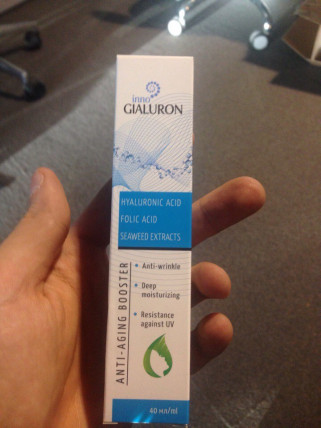 inno
GIALURON
HYALURONIC ACID
FOLIC ACID
SEAWEED EXTRACTS
ANTI-AGING BOOSTER
• Anti-wrinkle
• Deep
moisturizing
• Resistance
against UV
40 мл/ml